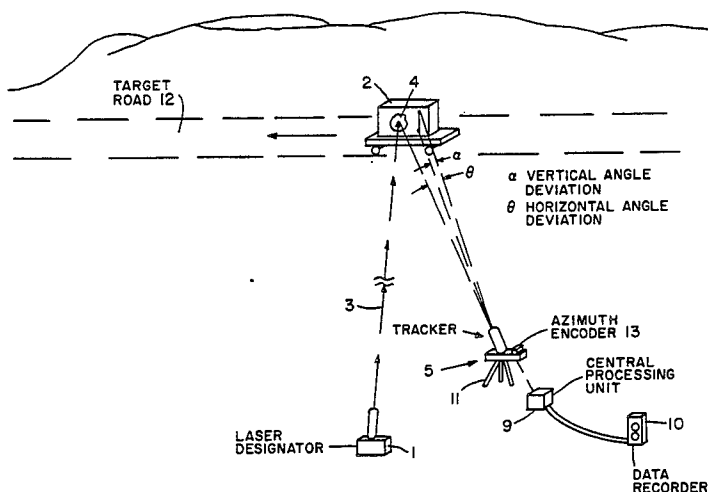 2
4
TARGET
ROAD 12
α
θ
α VERTICAL ANGLE
DEVIATION
θ HORIZONTAL ANGLE
DEVIATION
3
TRACKER
AZIMUTH
ENCODER 13
5
11
CENTRAL
PROCESSING
UNIT
9
10
LASER
DESIGNATOR
1
DATA
RECORDER